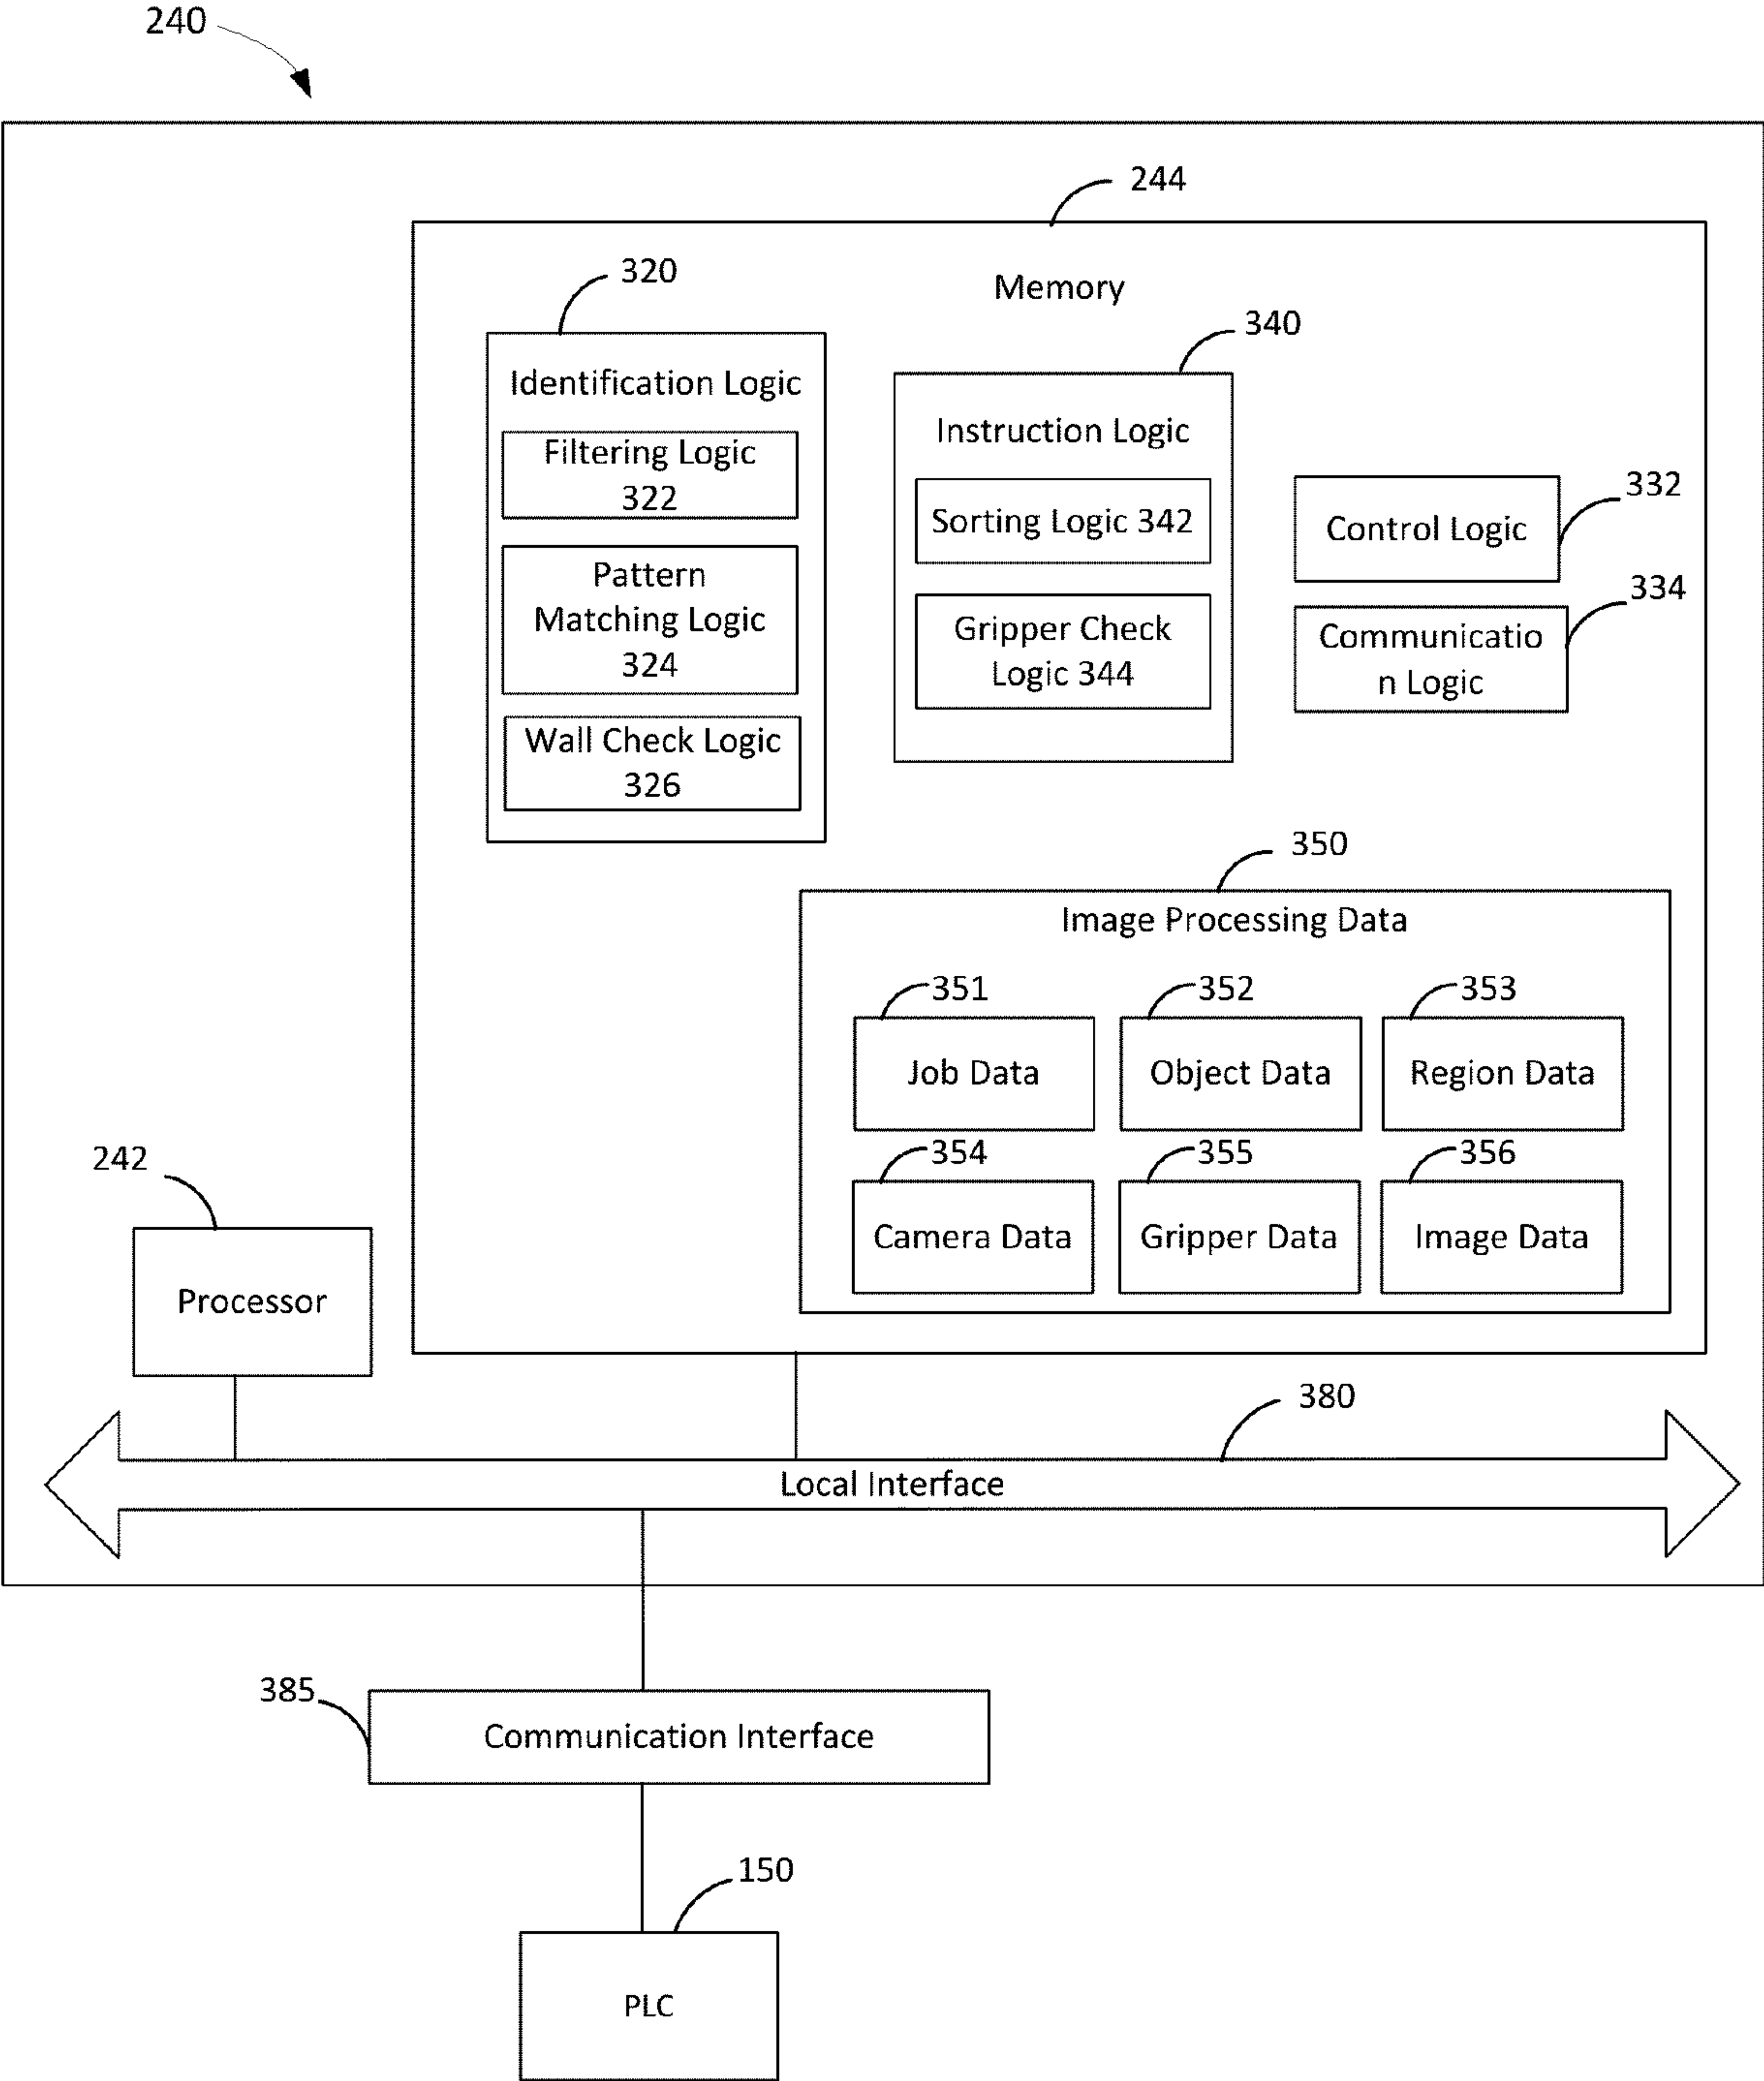 240
244
Memory
320
Identification Logic
Filtering Logic
322
Pattern
Matching Logic
324
Wall Check Logic
326
340
Instruction Logic
Sorting Logic 342
Gripper Check
Logic 344
332
Control Logic
334
Communicatio
n Logic
350
Image Processing Data
351
Job Data
352
Object Data
353
Region Data
354
Camera Data
355
Gripper Data
356
Image Data
242
Processor
380
Local Interface
385
Communication Interface
150
PLC